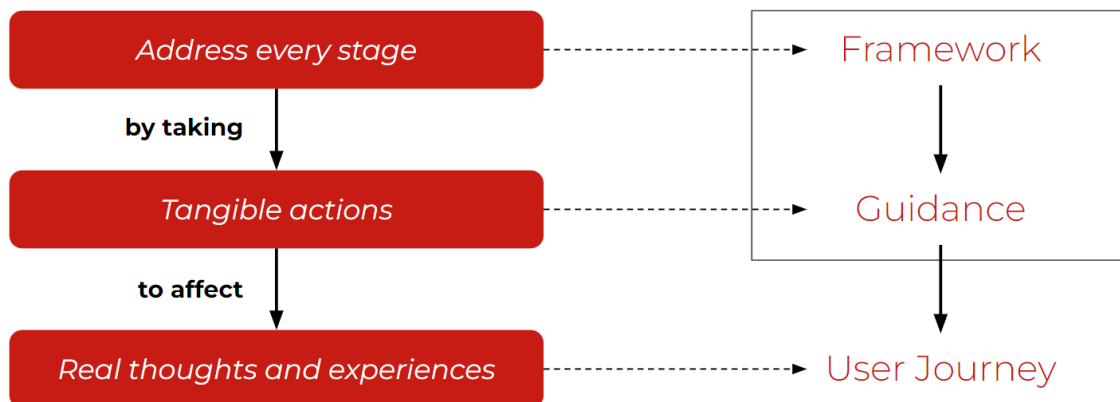 Address every stage
Framework
by taking
Tangible actions
Guidance
to affect
Real thoughts and experiences
User Journey